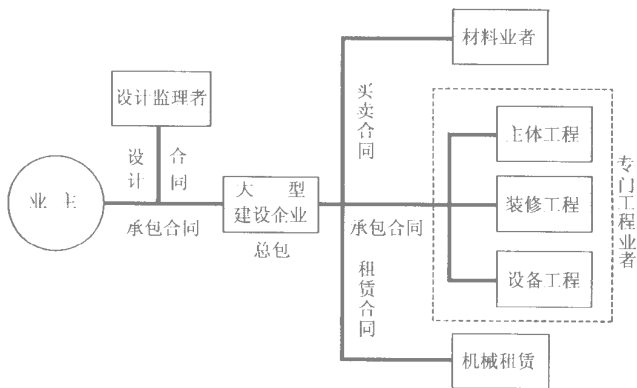 材料业者
设计监理者
买卖合同
设计
合同
主体工程
业 主
大 型
建设企业
装修工程
承包合同
总包
承包合同
专门工程业者
租赁合同
设备工程
机械租赁